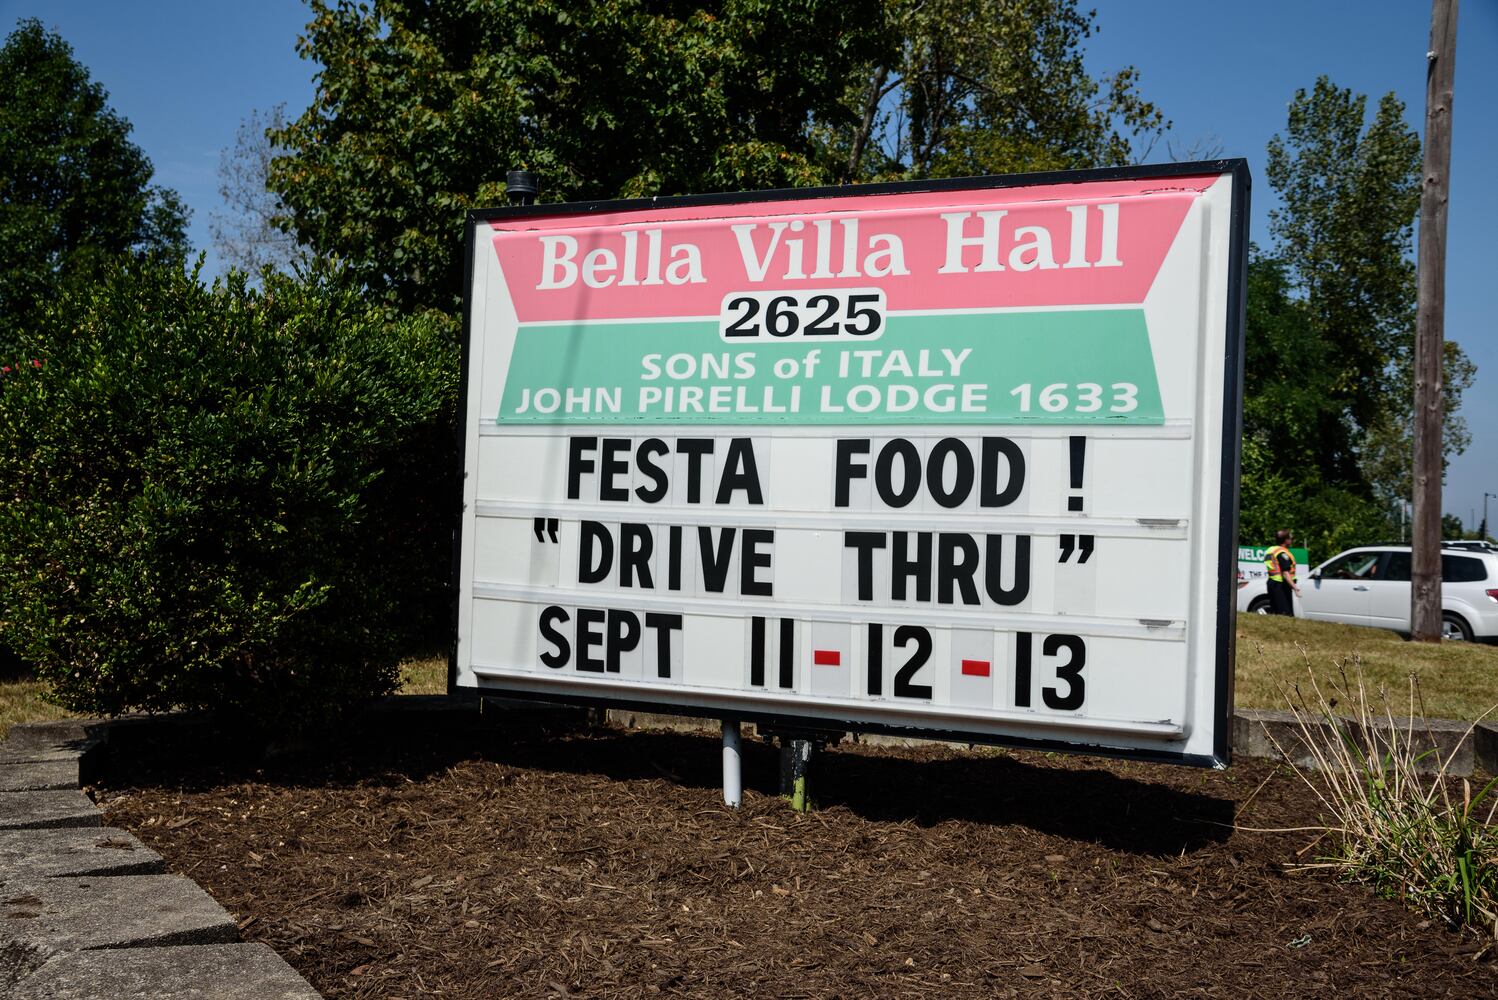 Bella Villa Hall
2625
SONS of ITALY
JOHN PIRELLI LODGE 1633
FESTA FOOD !
“DRIVE THRU”
SEPT 11-12-13